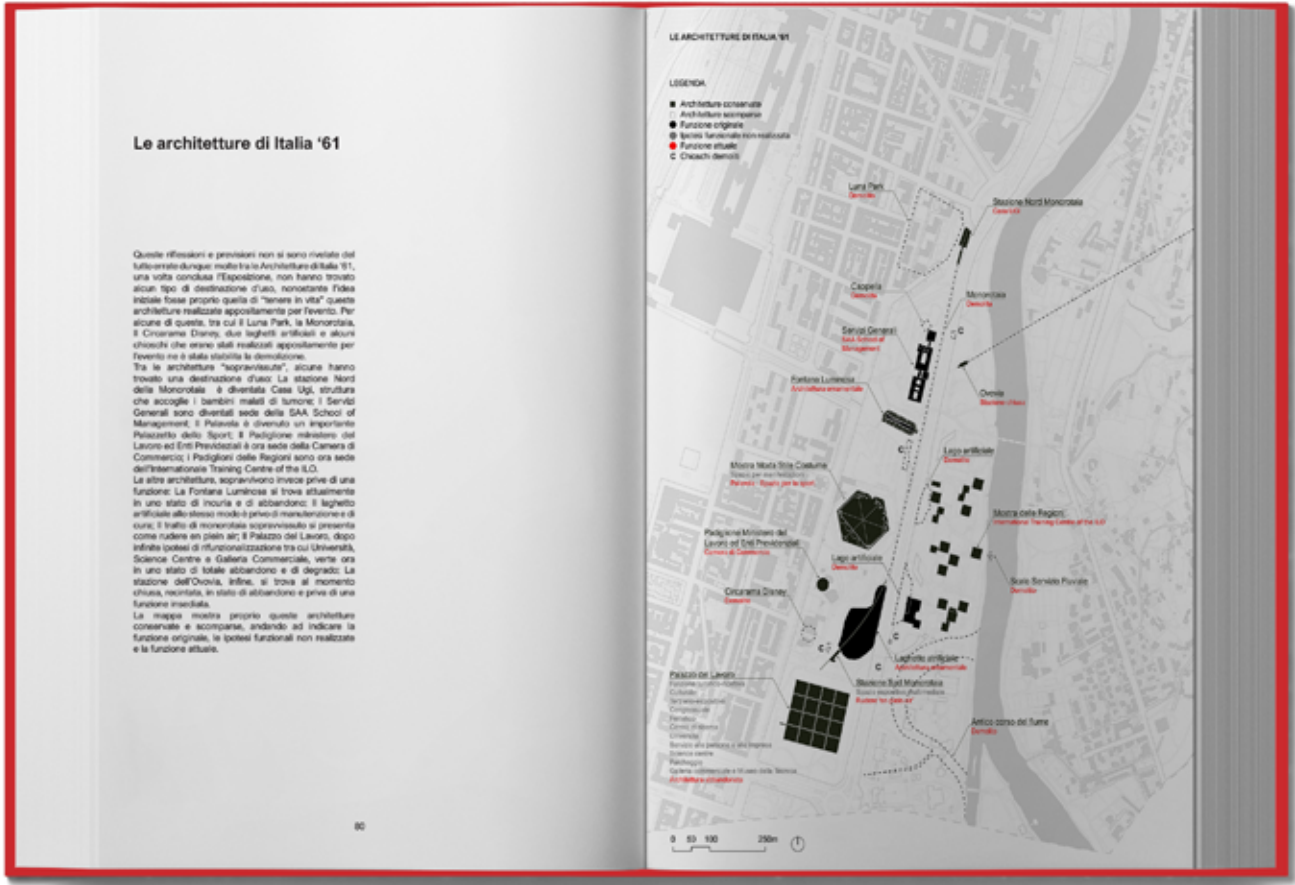 Le architetture di Italia ‘61
Queste riflessioni e previsioni non si sono rivelate del
tutto errate dunque: molte tra le Architetture di Italia ’61,
una volta conclusa l’Esposizione, non hanno trovato
alcun tipo di destinazione d’uso, nonostante l’idea
iniziale fosse proprio quella di “tenere in vita” queste
architetture realizzate appositamente per l’evento. Per
alcune di queste, tra cui il Luna Park, la Monorotaia,
il Circarama Disney, due laghetti artificiali e alcuni
chioschi che erano stati realizzati appositamente per
l’evento ne è stata stabilita la demolizione.
Tra le architetture “sopravvissute”, alcune hanno
trovato una destinazione d’uso: La stazione Nord
della Monorotaia è diventata Casa Ugi, struttura
che accoglie i bambini malati di tumore; i Servizi
Generali sono diventati sede della SAA School of
Management; Il Palavela è divenuto un importante
Palazzetto dello Sport; Il Padiglione ministero del
Lavoro ed Enti Previdenziali è ora sede della Camera di
Commercio; i Padiglioni delle Regioni sono ora sede
dell’Internationale Training Centre of the ILO.
Le altre architetture, sopravvivono invece prive di una
funzione: La Fontana Luminosa si trova attualmente
in uno stato di incuria e di abbandono; Il laghetto
artificiale allo stesso modo è privo di manutenzione e di
cura; Il tratto di monorotaia sopravvissuto si presenta
come rudere en plein air; Il Palazzo del Lavoro, dopo
infinite ipotesi di rifunzionalizzazione tra cui Università,
Science Centre e Galleria Commerciale, verte ora
in uno stato di totale abbandono e di degrado; La
stazione dell’Ovovia, infine, si trova al momento
chiusa, recintata, in stato di abbandono e priva di una
funzione insediata.
La mappa mostra proprio queste architetture
conservate e scomparse, andando ad indicare la
funzione originale, le ipotesi funzionali non realizzate
e la funzione attuale.
80
LE ARCHITETTURE DI ITALIA ‘61
LEGENDA
Architetture conservate
Architetture scomparse
Funzione originale
Ipotesi funzionale non realizzata
Funzione attuale
C Chioschi demoliti
Luna Park
Demolito
Stazione Nord Monorotaia
Casa UGI
Cappella
Demolita
Monorotaia
Demolita
C
Servizi Generali
SAA School of
Management
Fontana Luminosa
Architettura ornamentale
Ovovia
C
Lago artificiale
Demolito
Mostra Moda Stile Costume
Mostra delle Regioni
International Training Centre of the ILO
Padiglione Ministero del
Lavoro ed Enti Previdenziali
Camera di Commercio
Lago artificiale
Demolito
Scalo Servizio Fluviale
Demolito
Circarama Disney
Demolito
C
C
C
Laghetto artificiale
Architettura ornamentale
Palazzo del Lavoro
Culturale
Congressuale
Università
Science centre
Parcheggio
Galleria commerciale e Museo della Tecnica
Architettura abbandonata
Stazione Sud Monorotaia
Antico corso del fiume
Demolito
0 50 100 250m